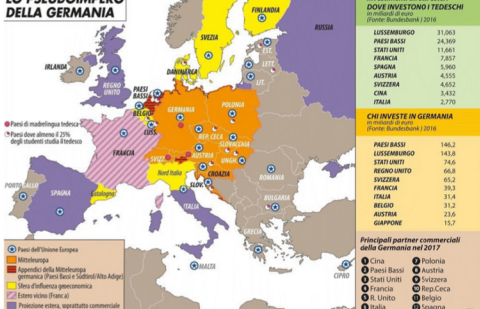 LO PSEUDOIMPERO
DELLA GERMANIA
FINLANDIA
SVEZIA
EST.
LETT.
LIT.
DANIMARCA
IRLANDA
REGNO
UNITO
PAESI
BASSI
BELGIO
LUSS.
GERMANIA
POLONIA
REP. CECA
SLOVACCHIA
AUSTRIA
UNGH.
SVIZZ.
FRANCIA
Nord Italia
SLOV.
CROAZIA
ROMANIA
BULGARIA
ITALIA
GRECIA
PORTOGALLO
SPAGNA
Catalogna
MALTA
CIPRO
Paesi di madrelingua tedesca
Paesi dove almeno il 25%
degli studenti studia il tedesco
Paesi dell'Unione Europea
Mitteleuropa
Appendici della Mitteleuropa
germanica (Paesi Bassi e Südtirol/Alto Adige)
Sfera d'influenza geoeconomica
Estero vicino (Francia)
Proiezione estera, soprattutto commerciale
DOVE INVESTONO I TEDESCHI
in miliardi di euro
(Fonte: Bundesbank) 2016
LUSSEMBURGO 31,063
PAESI BASSI 24,369
STATI UNITI 11,661
FRANCIA 7,857
SPAGNA 5,960
AUSTRIA 4,555
SVIZZERA 4,652
CINA 3,432
ITALIA 2,770
CHI INVESTE IN GERMANIA
in miliardi di euro
(Fonte: Bundesbank) 2016
PAESI BASSI 146,2
LUSSEMBURGO 143,8
STATI UNITI 74,6
REGNO UNITO 66,8
SVIZZERA 65,2
FRANCIA 39,3
ITALIA 31,4
BELGIO 31,2
AUSTRIA 23,6
GIAPPONE 15,7
Principali partner commerciali
della Germania nel 2017
1 Cina
2 Paesi Bassi
3 Stati Uniti
4 Francia
5 R. Unito
6 Italia
7 Polonia
8 Austria
9 Svizzera
10 Rep.Ceca
11 Belgio
12 Spagna